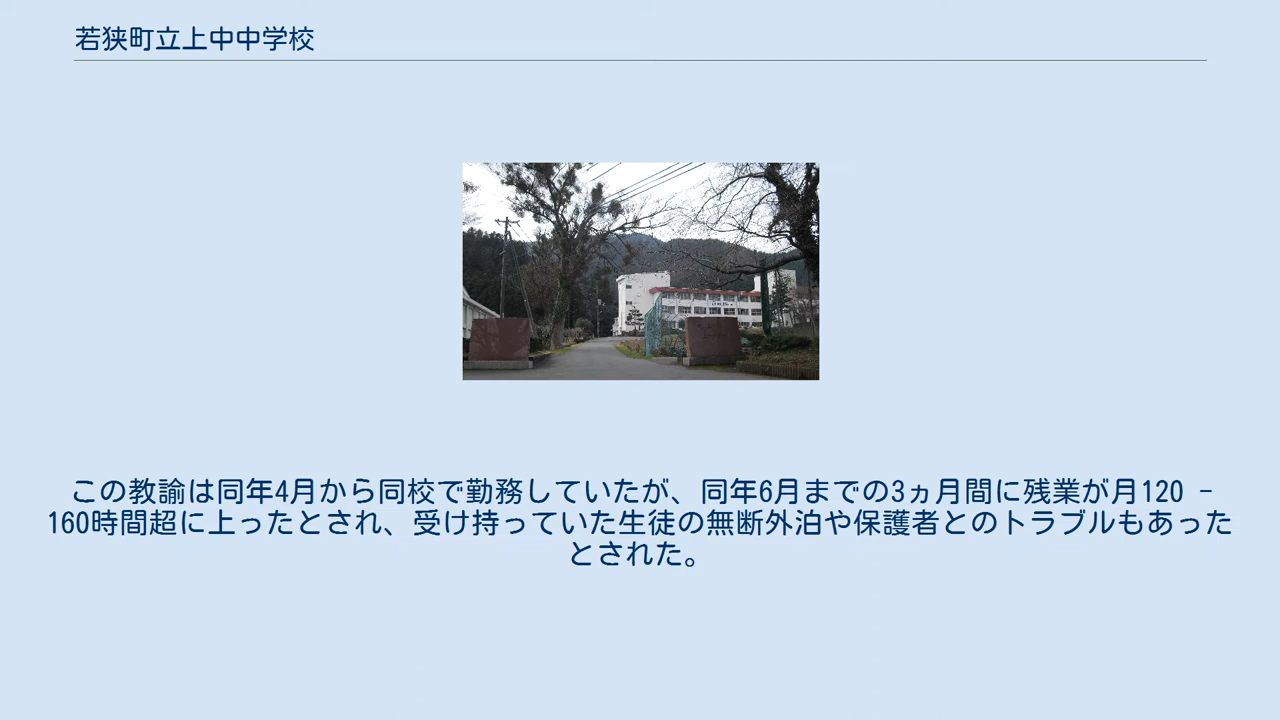 若狭町立上中中学校
この教諭は同年4月から同校で勤務していたが、同年6月までの3ヵ月間に残業が月120 -
160時間超に上ったとされ、受け持っていた生徒の無断外泊や保護者とのトラブルもあった
とされた。